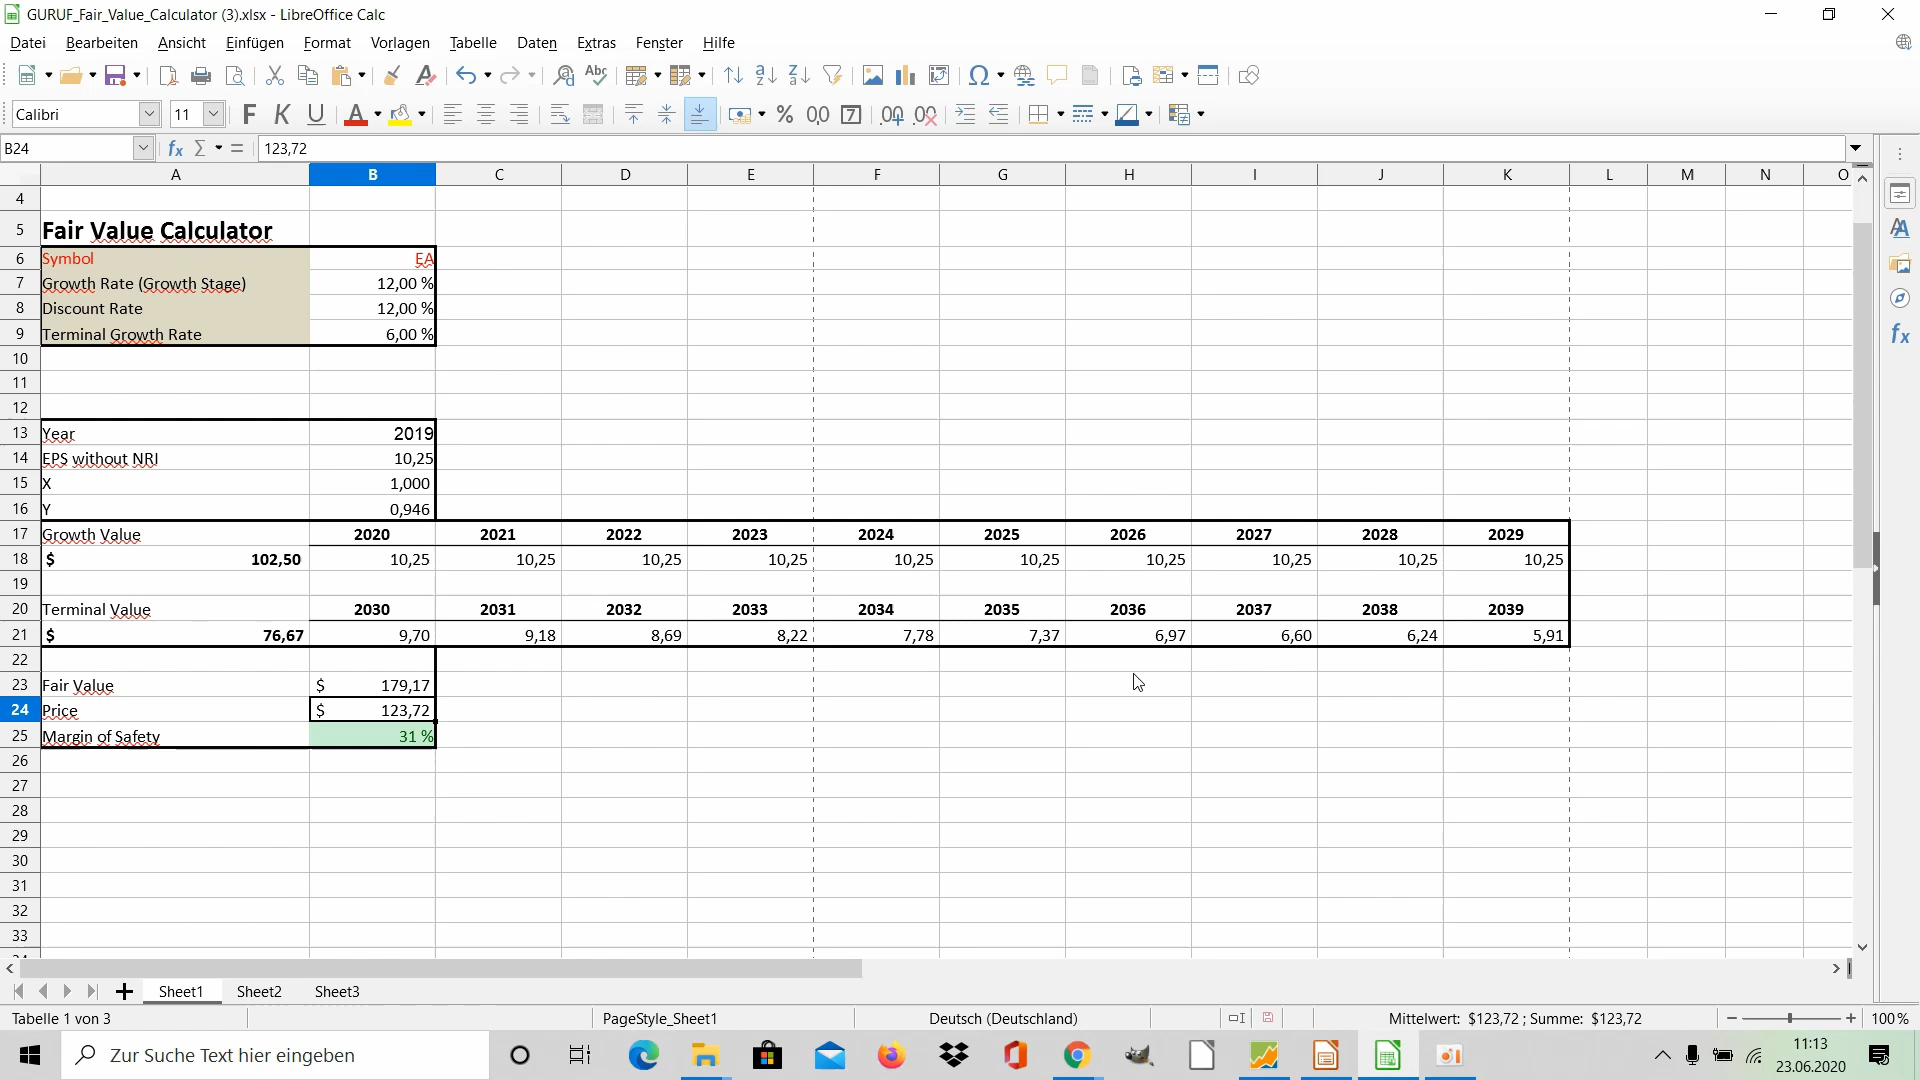 GURUF_Fair_Value_Calculator (3).xlsx - LibreOffice Calc
Datei Bearbeiten Ansicht Einfügen Format Vorlagen Tabelle Daten Extras Fenster Hilfe
Calibri 11 F K U
B24 123,72
A B C D E F G H I J K L M N O
4
5 Fair Value Calculator
6 Symbol EA
7 Growth Rate (Growth Stage) 12,00 %
8 Discount Rate 12,00 %
9 Terminal Growth Rate 6,00 %
10
11
12
13 Year 2019
14 EPS without NRI 10,25
15 X 1,000
16 Y 0,946
17 Growth Value 2020 2021 2022 2023 2024 2025 2026 2027 2028 2029
18 $ 102,50 10,25 10,25 10,25 10,25 10,25 10,25 10,25 10,25 10,25 10,25
19
20 Terminal Value 2030 2031 2032 2033 2034 2035 2036 2037 2038 2039
21 $ 76,67 9,70 9,18 8,69 8,22 7,78 7,37 6,97 6,60 6,24 5,91
22
23 Fair Value $ 179,17
24 Price $ 123,72
25 Margin of Safety 31 %
26
27
28
29
30
31
32
33
Sheet1 Sheet2 Sheet3
Tabelle 1 von 3 PageStyle_Sheet1 Deutsch (Deutschland) Mittelwert: $123,72 ; Summe: $123,72 100%
Zur Suche Text hier eingeben
11:13
23.06.2020